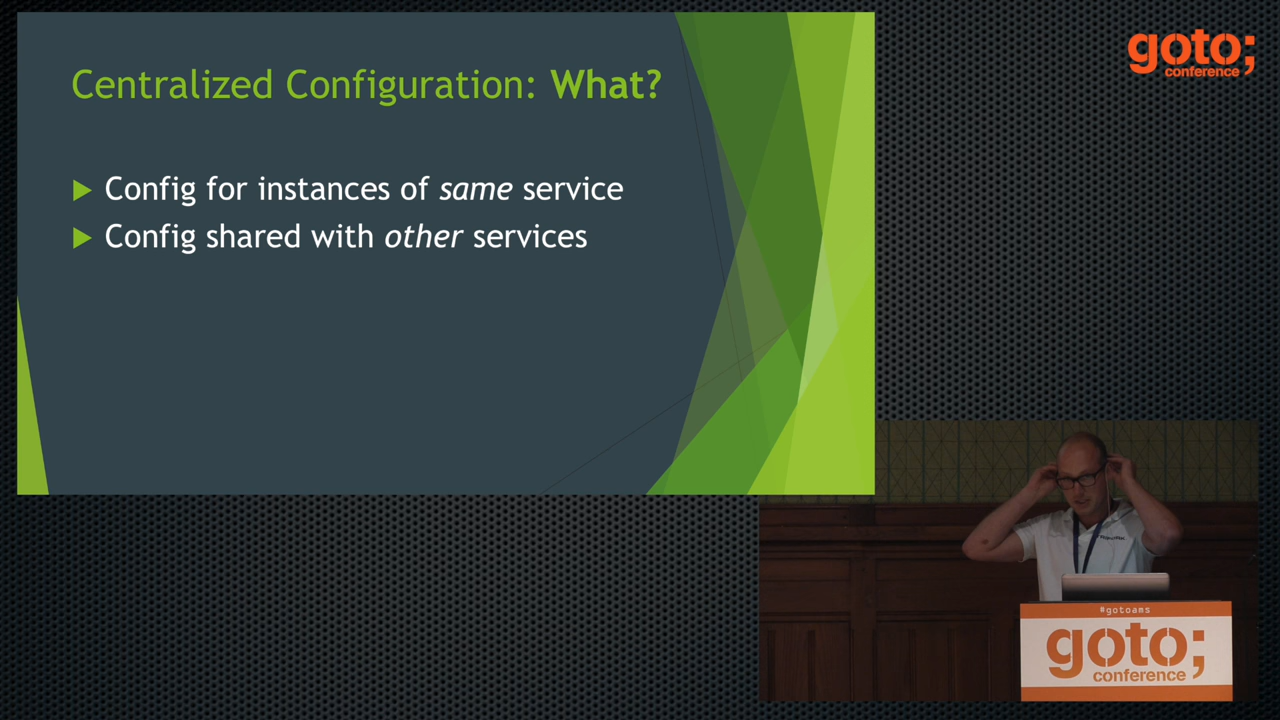 Centralized Configuration: What?
Config for instances of same service
Config shared with other services
goto;
conference
#gotoams
goto;
conference